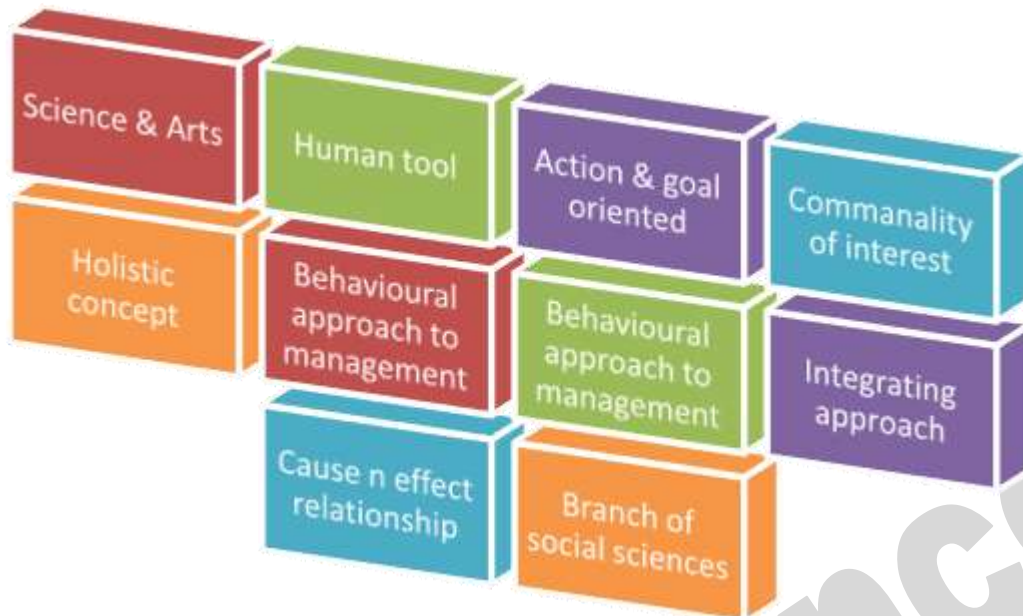 Science & Arts
Human tool
Action & goal
oriented
Commanality
of interest
Holistic
concept
Behavioural
approach to
management
Behavioural
approach to
management
Integrating
approach
Cause n effect
relationship
Branch of
social sciences